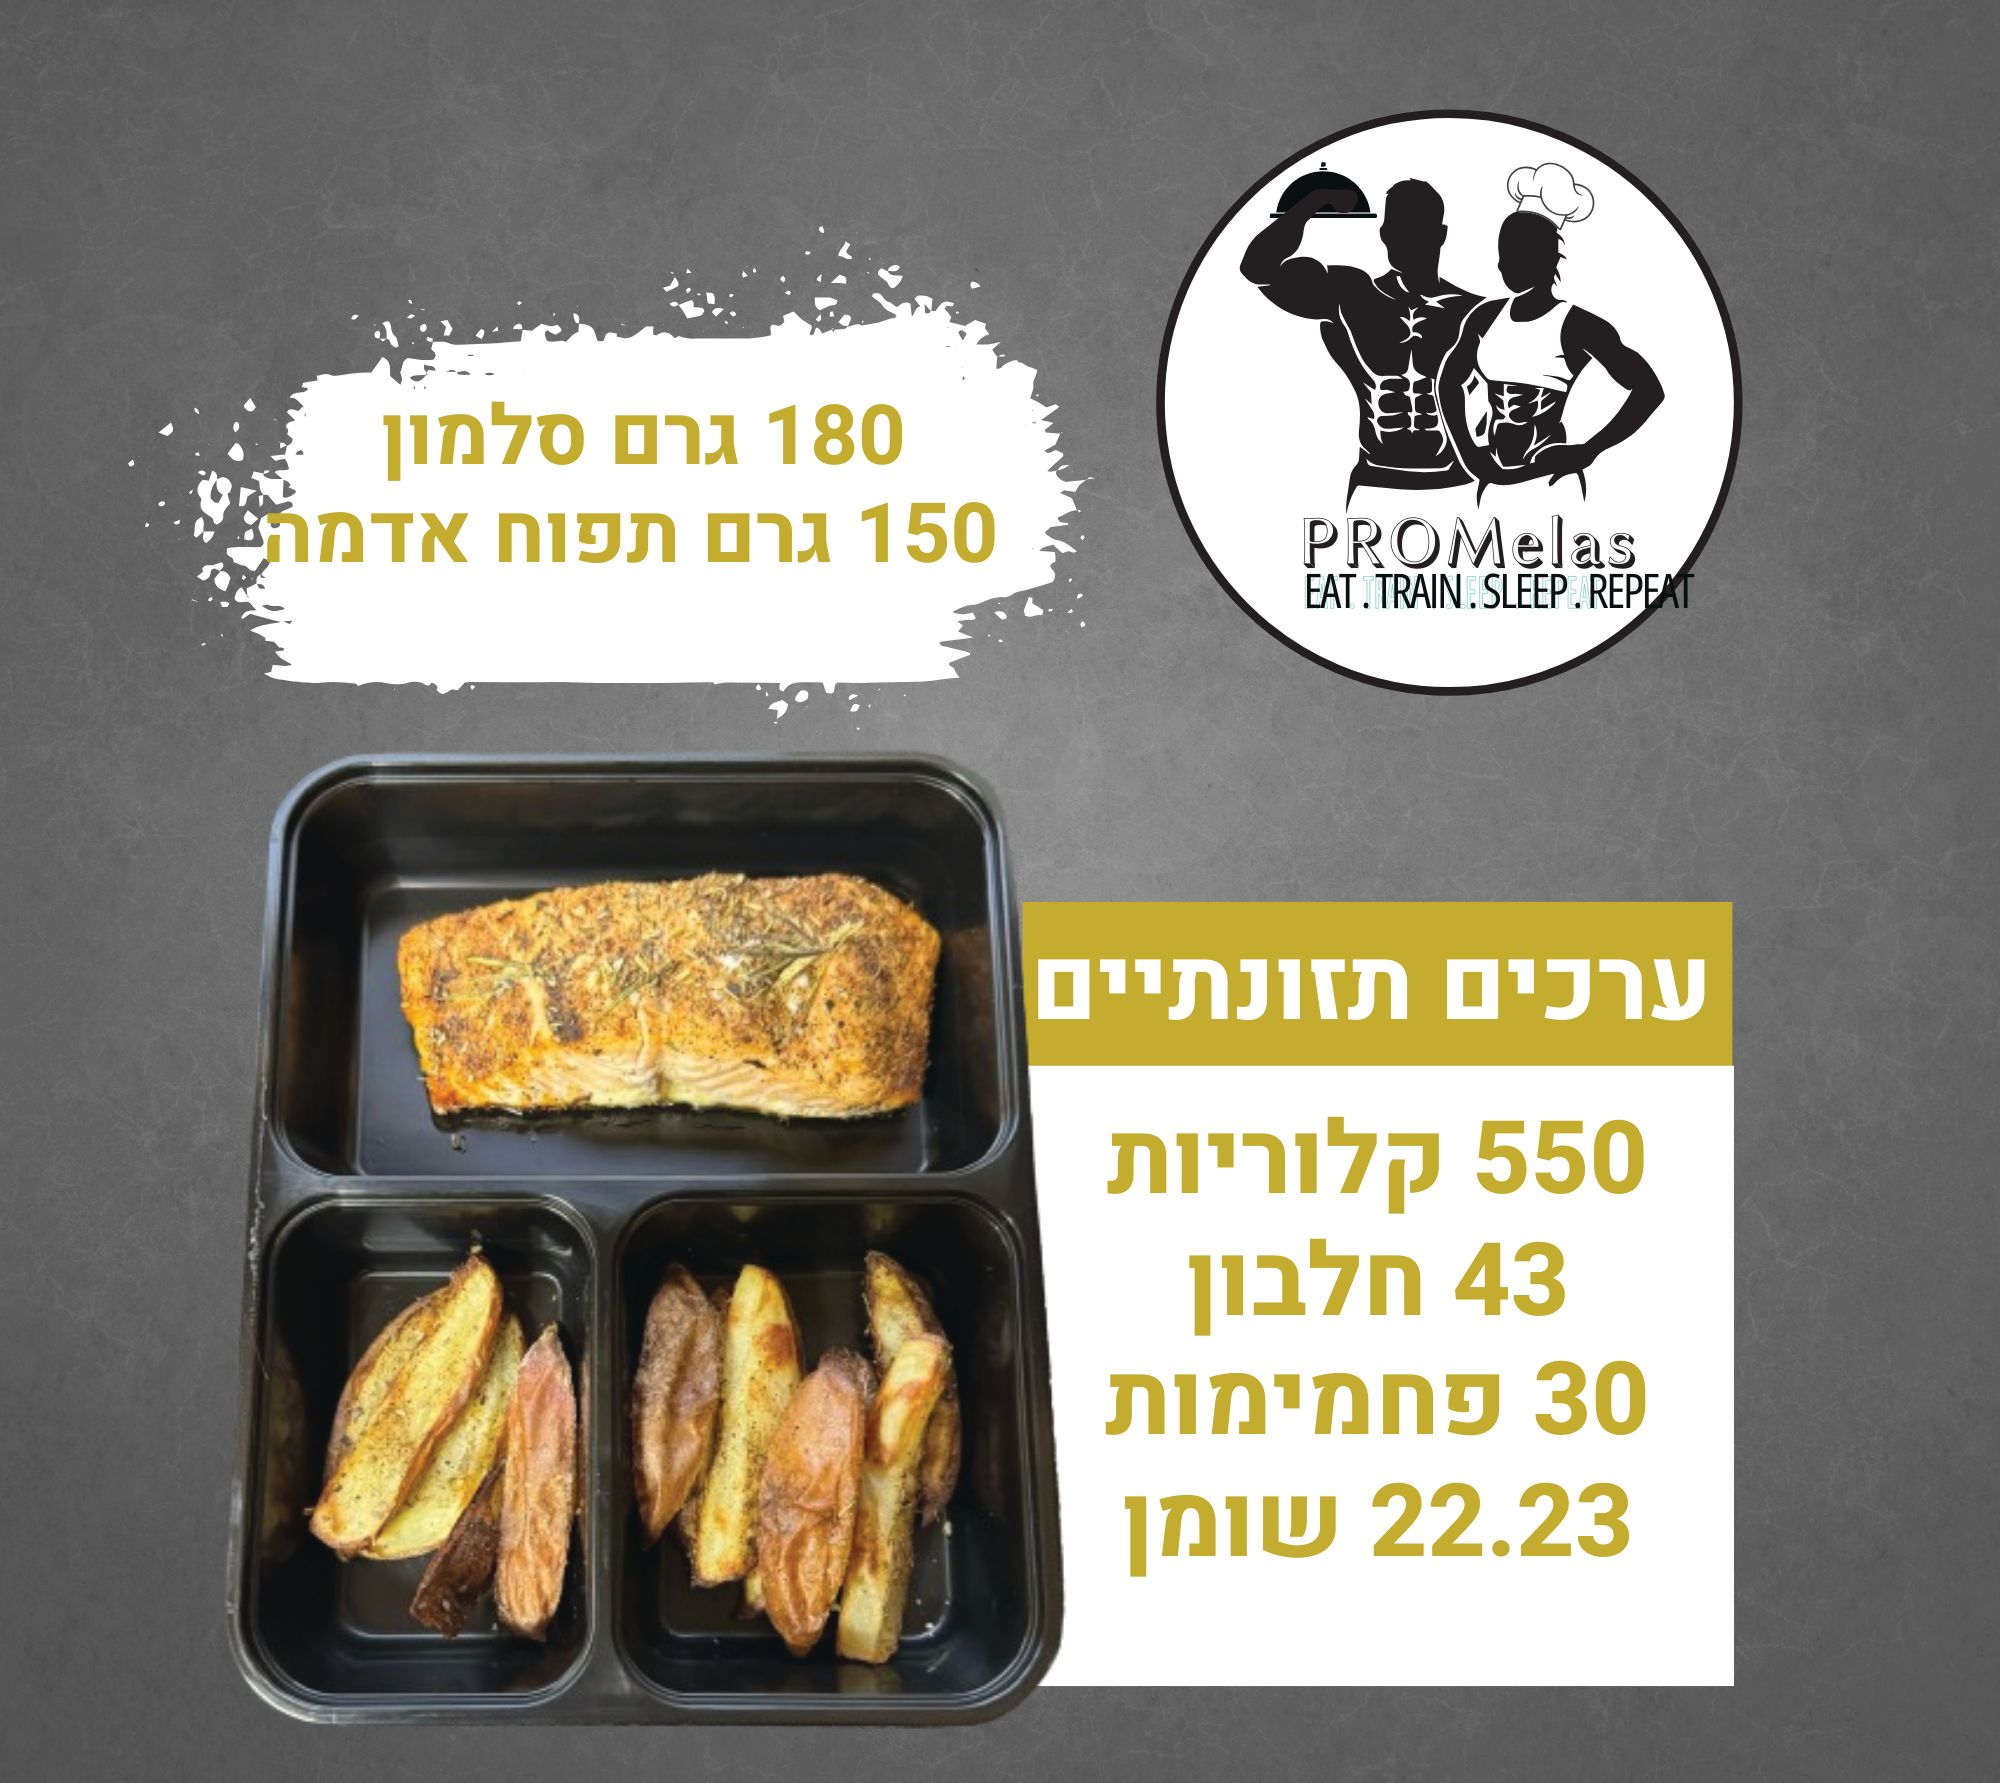 180 גרם סלמון
150 גרם תפוח אדמה
PROMelas
EAT . TRAIN . SLEEP . REPEAT
ערכים תזונתיים
550 קלוריות
43 חלבון
30 פחמימות
22.23 שומן